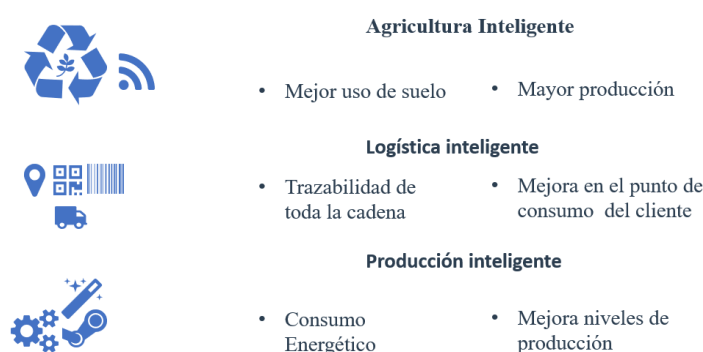 Agricultura Inteligente
• Mejor uso de suelo
• Mayor producción
Logística inteligente
• Trazabilidad de
toda la cadena
• Mejora en el punto de
consumo del cliente
Producción inteligente
• Consumo
Energético
• Mejora niveles de
producción